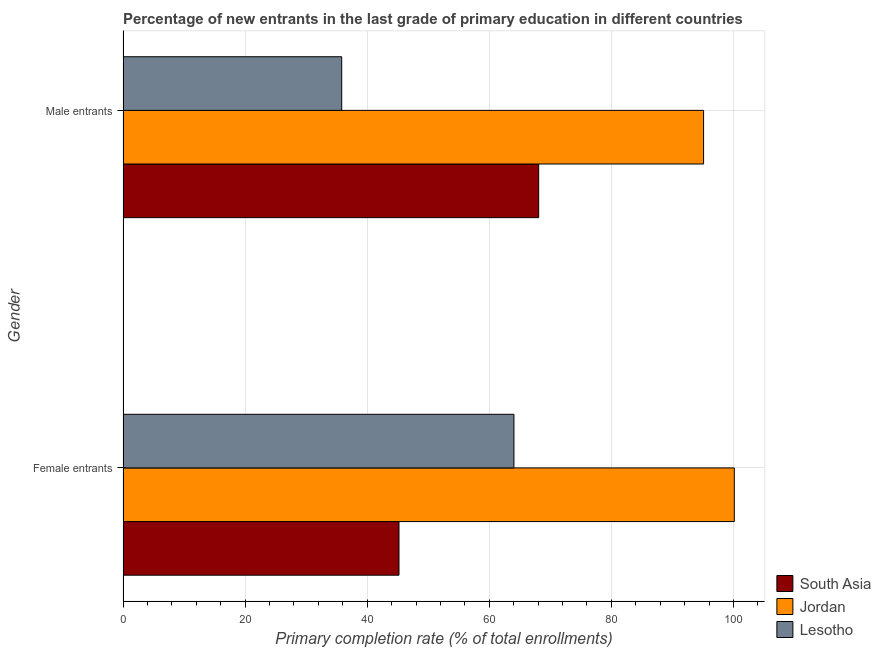 Percentage of new entrants in the last grade of primary education in different countries
Gender
Male entrants
Female entrants
0
20
40
60
80
100
Primary completion rate (% of total enrollments)
South Asia
Jordan
Lesotho